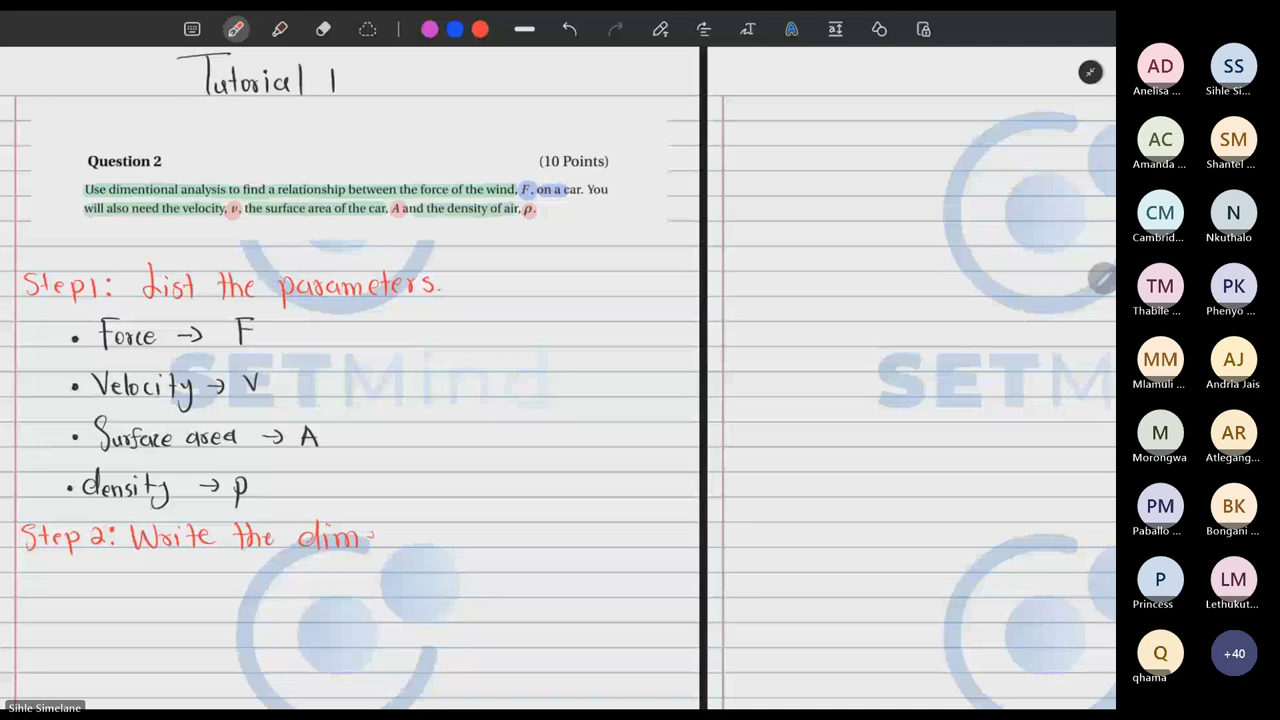 Tutorial 1
Question 2 (10 Points)
Use dimentional analysis to find a relationship between the force of the wind, F, on a car. You
will also need the velocity, v, the surface area of the car, A and the density of air, ρ.
Step1: List the parameters.
• Force → F
• Velocity → V
• Surface area → A
• density → ρ
Step 2: Write the dim
SETMind
SETM
Sihle Simelane
AD SS
Anelisa ... Sihle Si...
AC SM
Amanda ... Shantel ...
CM N
Cambrid... Nkuthalo
TM PK
Thabile ... Phenyo ...
MM AJ
Mlamuli ... Andria Jais
M AR
Morongwa Atlegang...
PM BK
Paballo ... Bongani ...
P LM
Princess Lethukut...
Q +40
qhama